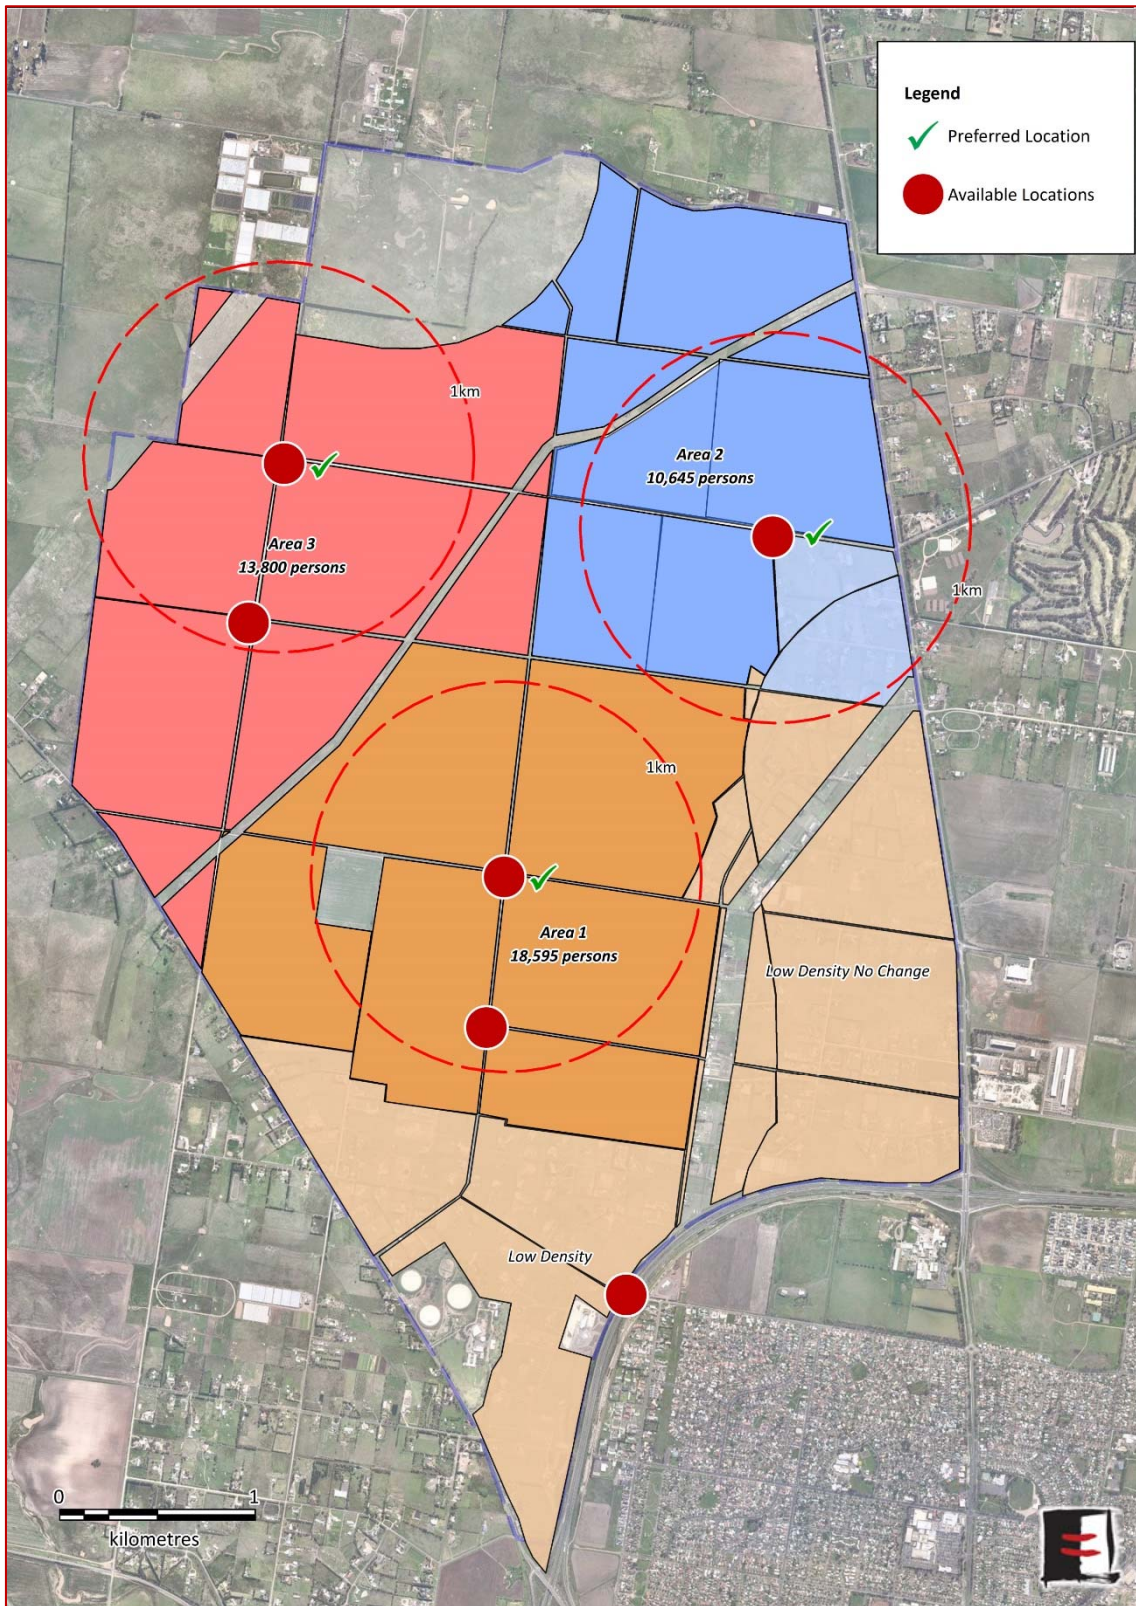 Legend
Preferred Location
Available Locations
1km
Area 2
10,645 persons
Area 3
13,800 persons
1km
1km
Area 1
18,595 persons
Low Density No Change
Low Density
0 1
kilometres